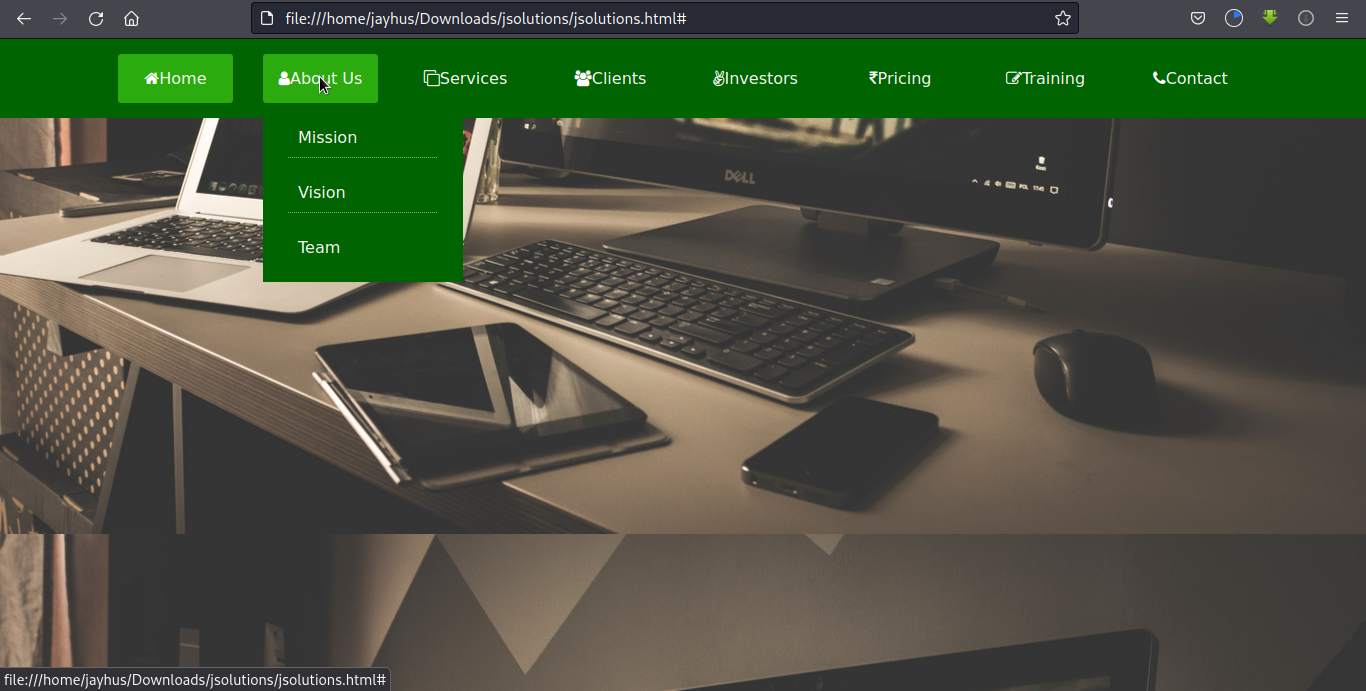 file:///home/jayhus/Downloads/jsolutions/jsolutions.html#
Home About Us Services Clients Investors ₹Pricing Training Contact
Mission
Vision
Team
DELL
file:///home/jayhus/Downloads/jsolutions/jsolutions.html#